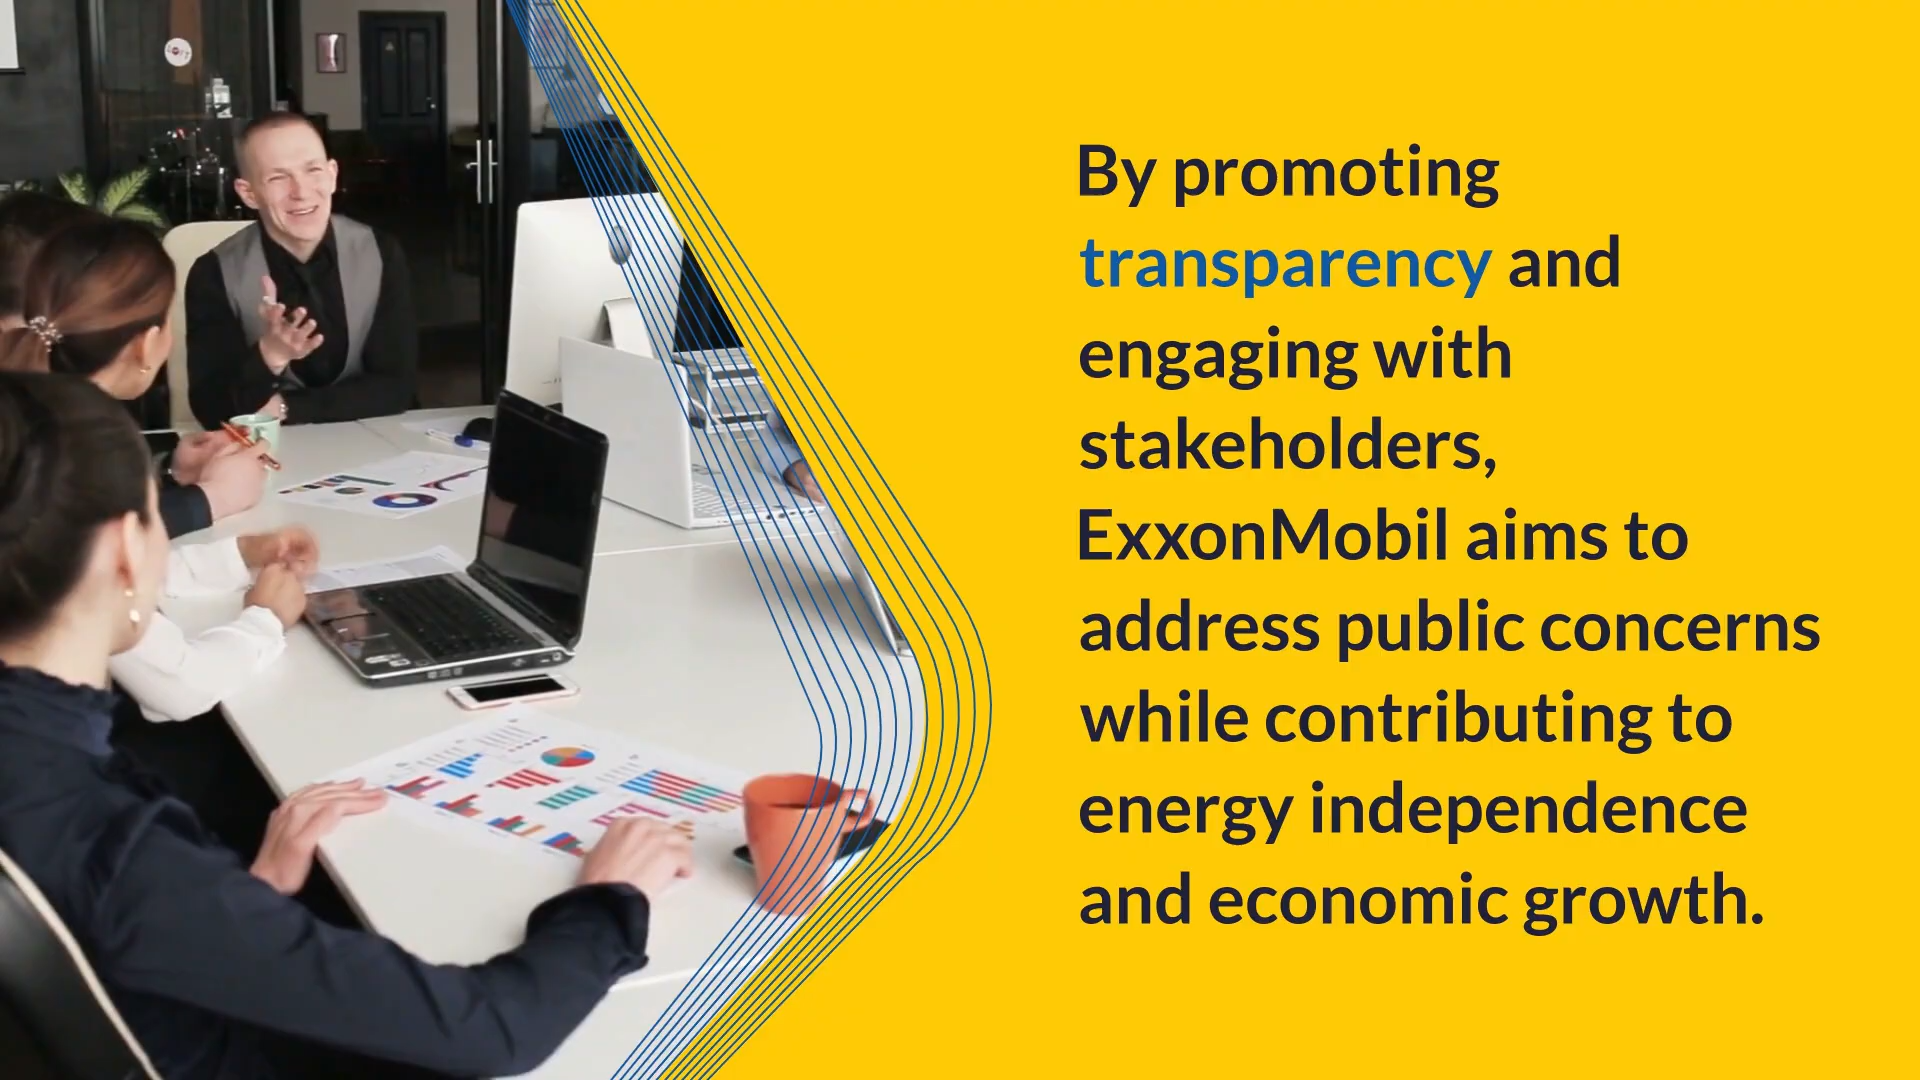 By promoting
transparency and
engaging with
stakeholders,
ExxonMobil aims to
address public concerns
while contributing to
energy independence
and economic growth.